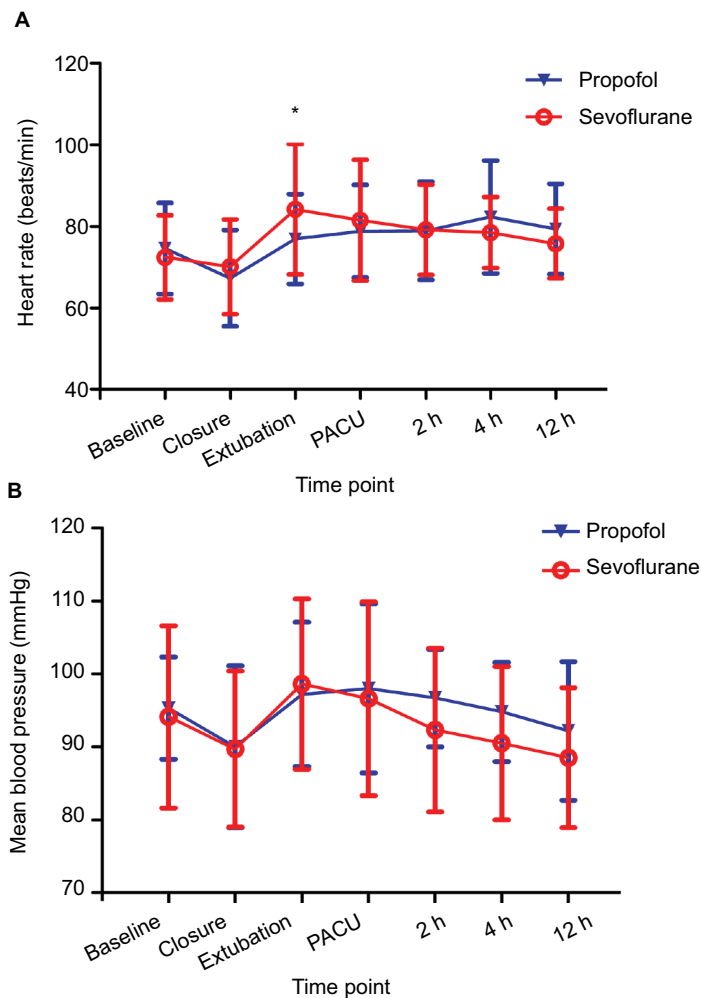 A
120
100
80
60
40
Heart rate (beats/min)
Propofol
Sevoflurane
*
Baseline
Closure
Extubation
PACU
2 h
4 h
12 h
Time point
B
120
110
100
90
80
70
Mean blood pressure (mmHg)
Propofol
Sevoflurane
Baseline
Closure
Extubation
PACU
2 h
4 h
12 h
Time point